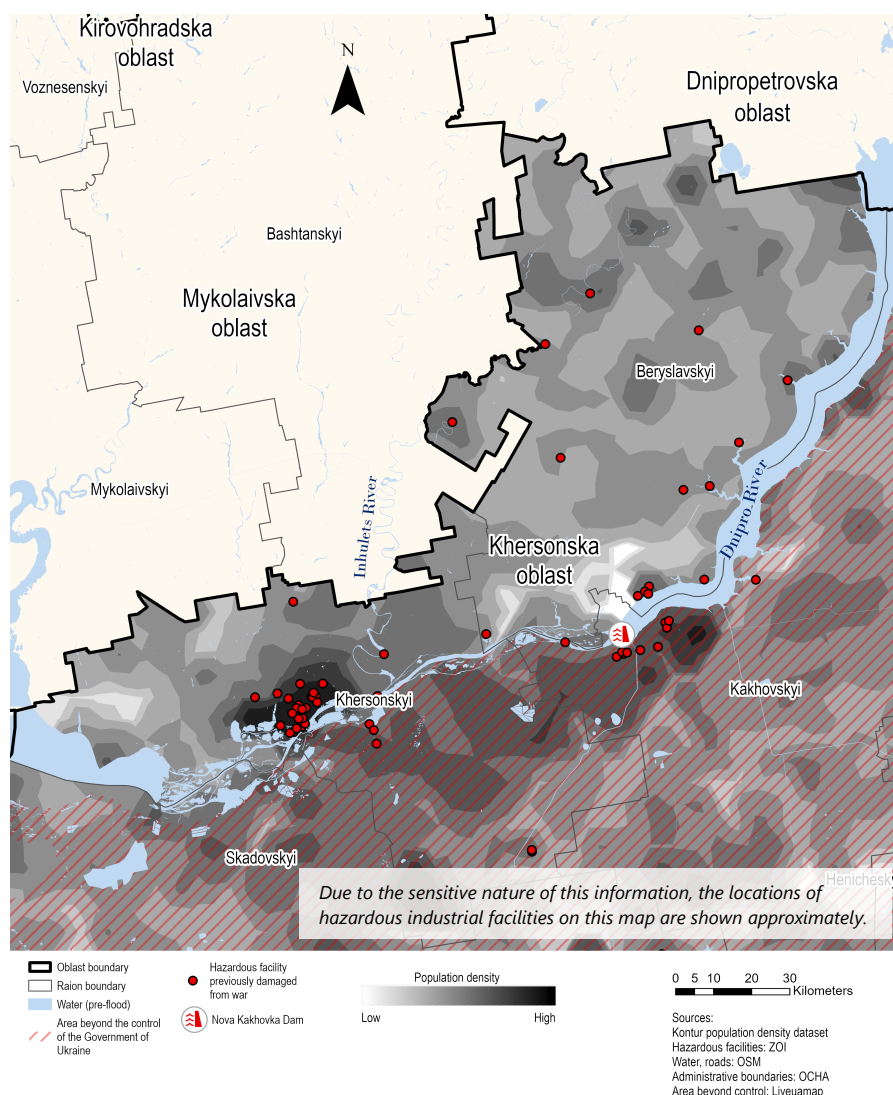 Kirovohradska
oblast
Voznesenskyi
N
Dnipropetrovska
oblast
Bashtanskyi
Mykolaivska
oblast
Beryslavskyi
Mykolaivskyi
Inhulets River
Dnipro River
Khersonska
oblast
Khersonskyi
Kakhovskyi
Skadovskyi
Due to the sensitive nature of this information, the locations of
hazardous industrial facilities on this map are shown approximately.
Oblast boundary
Raion boundary
Water (pre-flood)
Area beyond the control
of the Government of
Ukraine
Hazardous facility
previously damaged
from war
Nova Kakhovka Dam
Population density
Low High
0 5 10 20 30
Kilometers
Sources:
Kontur population density dataset
Hazardous facilities: ZOI
Water, roads: OSM
Administrative boundaries: OCHA
Area beyond control: Liveuamap